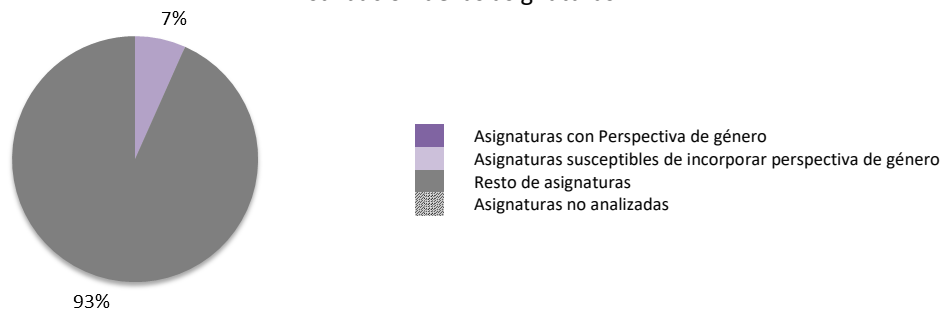 7%
Asignaturas con Perspectiva de género
Asignaturas susceptibles de incorporar perspectiva de género
Resto de asignaturas
Asignaturas no analizadas
93%